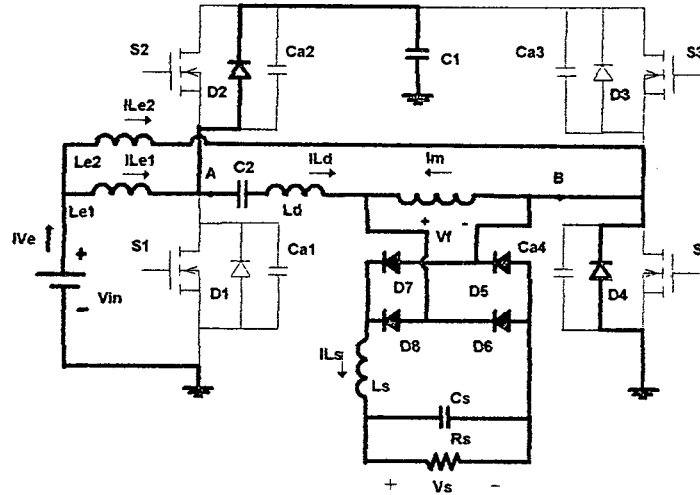 S2
Ca2
D2
C1
Ca3
S3
D3
ILe2
Le2
ILe1
A
C2
ILd
Im
B
Le1
Ld
+ Vf -
IVe
+
Vin
-
S1
D1
Ca1
Ca4
S
D7
D5
D4
D8
D6
ILs
Ls
Cs
Rs
+ Vs -